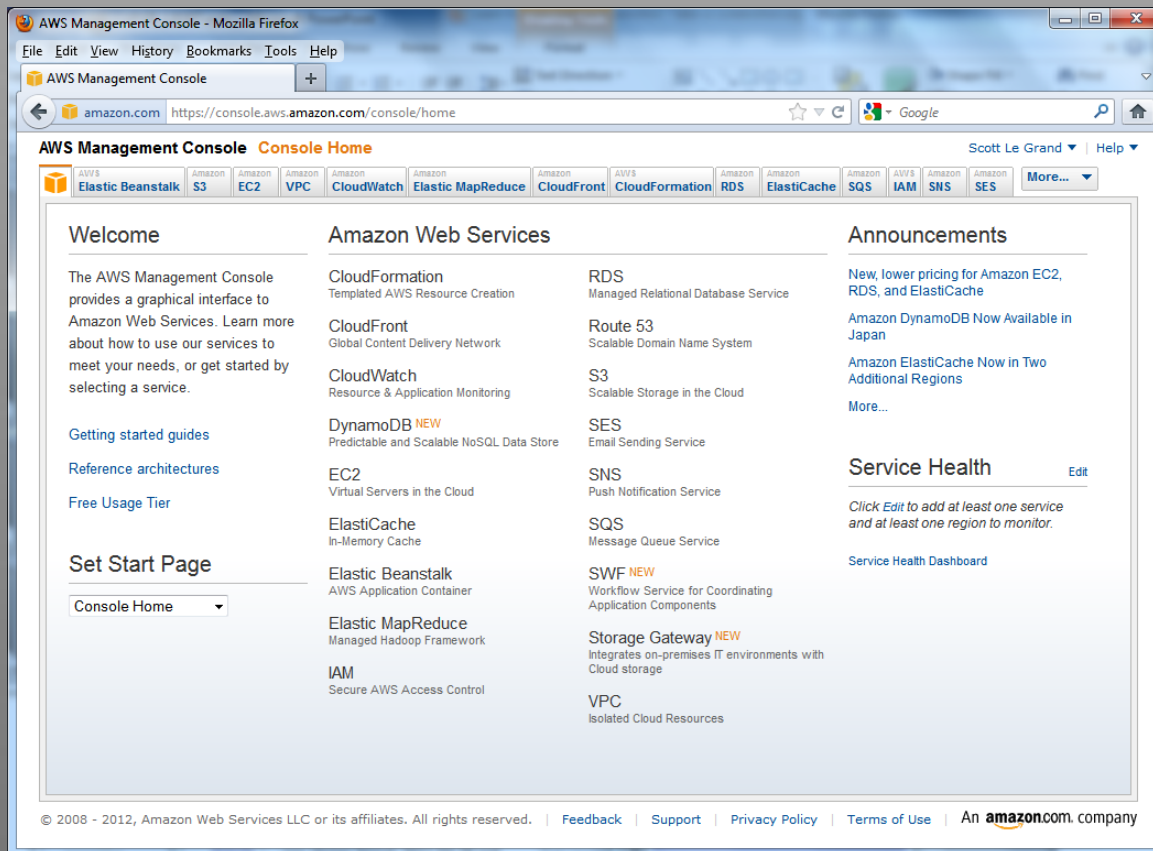 AWS Management Console - Mozilla Firefox
File Edit View History Bookmarks Tools Help
AWS Management Console +
amazon.com https://console.aws.amazon.com/console/home Google
AWS Management Console Console Home Scott Le Grand Help
AWS Amazon Amazon Amazon Amazon Amazon Amazon AWS Amazon Amazon Amazon AWS Amazon Amazon
Elastic Beanstalk S3 EC2 VPC CloudWatch Elastic MapReduce CloudFront CloudFormation RDS ElastiCache SQS IAM SNS SES More...
Welcome
The AWS Management Console
provides a graphical interface to
Amazon Web Services. Learn more
about how to use our services to
meet your needs, or get started by
selecting a service.
Getting started guides
Reference architectures
Free Usage Tier
Set Start Page
Console Home
Amazon Web Services
CloudFormation
Templated AWS Resource Creation
CloudFront
Global Content Delivery Network
CloudWatch
Resource & Application Monitoring
DynamoDB NEW
Predictable and Scalable NoSQL Data Store
EC2
Virtual Servers in the Cloud
ElastiCache
In-Memory Cache
Elastic Beanstalk
AWS Application Container
Elastic MapReduce
Managed Hadoop Framework
IAM
Secure AWS Access Control
RDS
Managed Relational Database Service
Route 53
Scalable Domain Name System
S3
Scalable Storage in the Cloud
SES
Email Sending Service
SNS
Push Notification Service
SQS
Message Queue Service
SWF NEW
Workflow Service for Coordinating
Application Components
Storage Gateway NEW
Integrates on-premises IT environments with
Cloud storage
VPC
Isolated Cloud Resources
Announcements
New, lower pricing for Amazon EC2,
RDS, and ElastiCache
Amazon DynamoDB Now Available in
Japan
Amazon ElastiCache Now in Two
Additional Regions
More...
Service Health Edit
Click Edit to add at least one service
and at least one region to monitor.
Service Health Dashboard
© 2008 - 2012, Amazon Web Services LLC or its affiliates. All rights reserved. | Feedback | Support | Privacy Policy | Terms of Use | An amazon.com. company